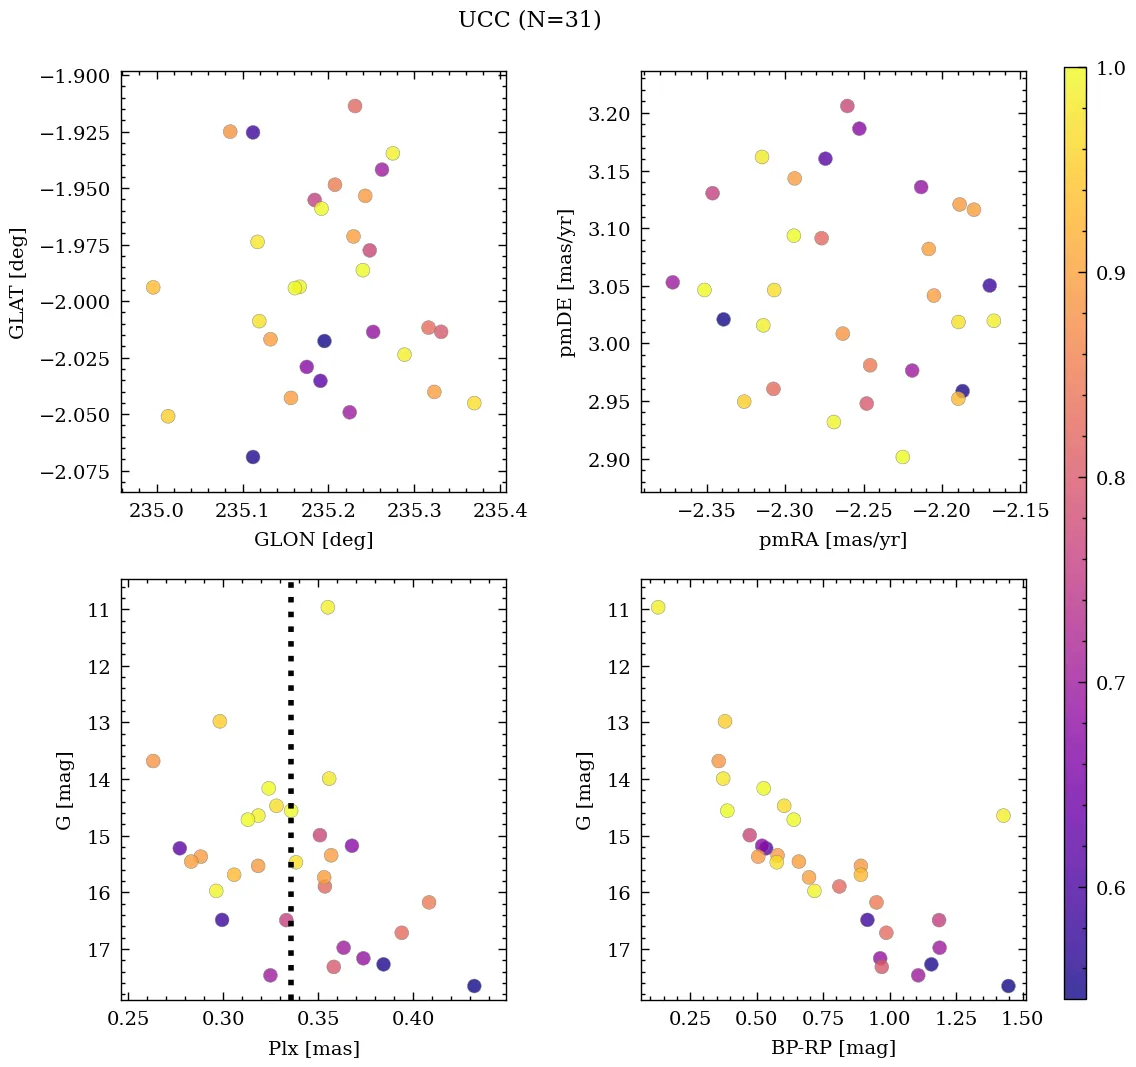 UCC (N=31)
−1.900
−1.925
−1.950
−1.975
−2.000
−2.025
−2.050
−2.075
GLAT [deg]
235.0 235.1 235.2 235.3 235.4
GLON [deg]
3.20
3.15
3.10
3.05
3.00
2.95
2.90
pmDE [mas/yr]
−2.35 −2.30 −2.25 −2.20 −2.15
pmRA [mas/yr]
11
12
13
14
15
16
17
G [mag]
0.25 0.30 0.35 0.40
Plx [mas]
11
12
13
14
15
16
17
G [mag]
0.25 0.50 0.75 1.00 1.25 1.50
BP-RP [mag]
1.0
0.9
0.8
0.7
0.6